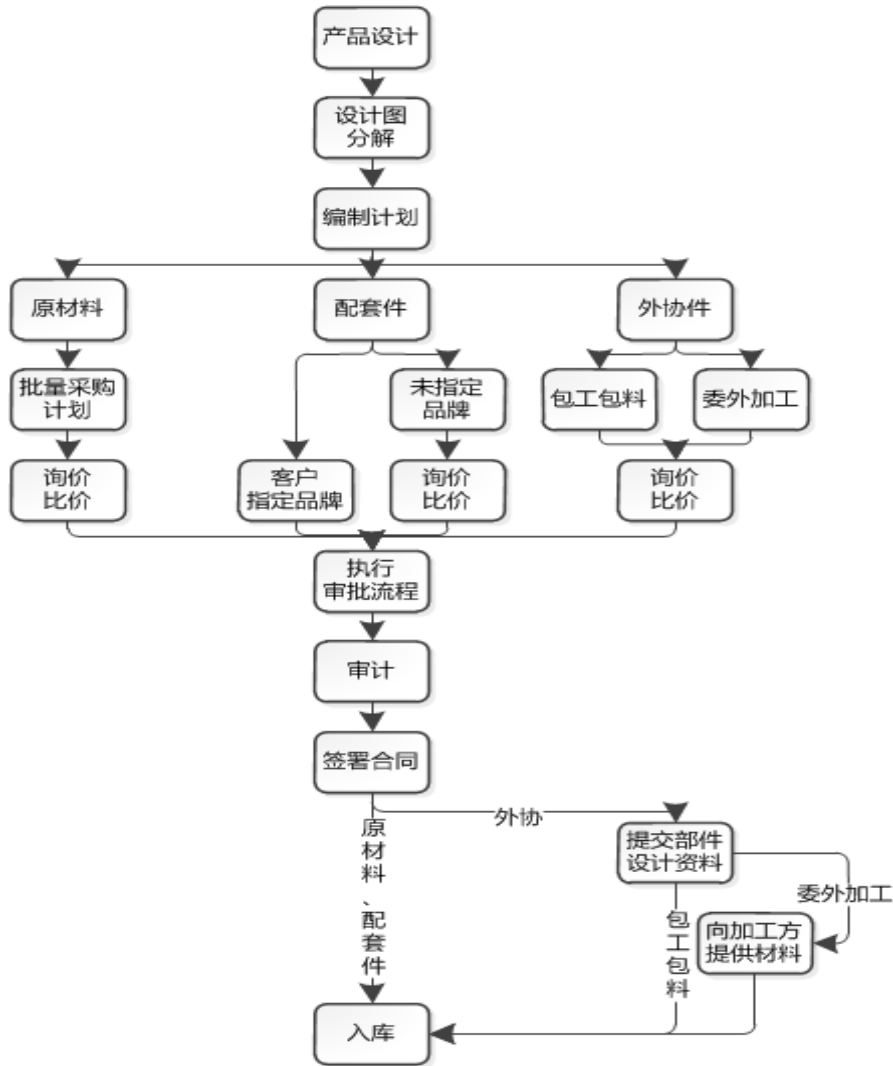 产品设计
设计图
分解
编制计划
原材料
配套件
外协件
批量采购
计划
未指定
品牌
包工包料
委外加工
询价
比价
客户
指定品牌
询价
比价
询价
比价
执行
审批流程
审计
签署合同
外协
原材料、配套件
提交部件
设计资料
委外加工
包工包料
向加工方
提供材料
入库